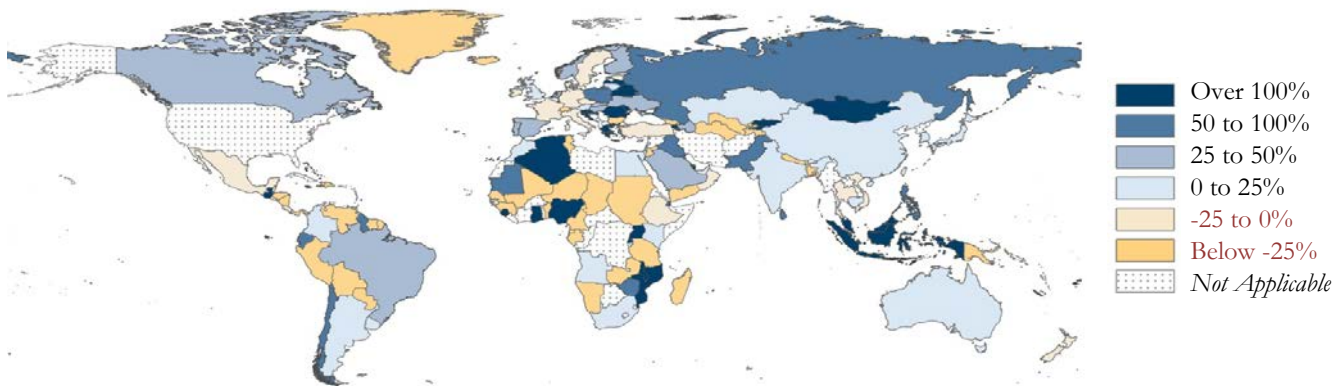 Over 100%
50 to 100%
25 to 50%
0 to 25%
-25 to 0%
Below -25%
Not Applicable